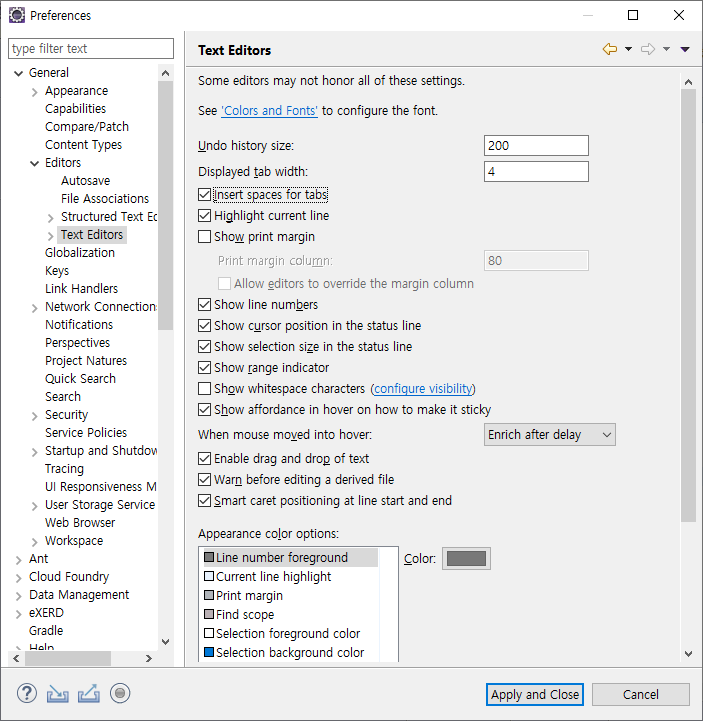 Preferences
type filter text
General
Appearance
Capabilities
Compare/Patch
Content Types
Editors
Autosave
File Associations
Structured Text Ec
Text Editors
Globalization
Keys
Link Handlers
Network Connections
Notifications
Perspectives
Project Natures
Quick Search
Search
Security
Service Policies
Startup and Shutdow
Tracing
UI Responsiveness M
User Storage Service
Web Browser
Workspace
Ant
Cloud Foundry
Data Management
eXERD
Gradle
Help
Text Editors
Some editors may not honor all of these settings.
See 'Colors and Fonts' to configure the font.
Undo history size: 200
Displayed tab width: 4
Insert spaces for tabs
Highlight current line
Show print margin
Print margin column: 80
Allow editors to override the margin column
Show line numbers
Show cursor position in the status line
Show selection size in the status line
Show range indicator
Show whitespace characters (configure visibility)
Show affordance in hover on how to make it sticky
When mouse moved into hover: Enrich after delay
Enable drag and drop of text
Warn before editing a derived file
Smart caret positioning at line start and end
Appearance color options:
Line number foreground Color:
Current line highlight
Print margin
Find scope
Selection foreground color
Selection background color
? Apply and Close Cancel